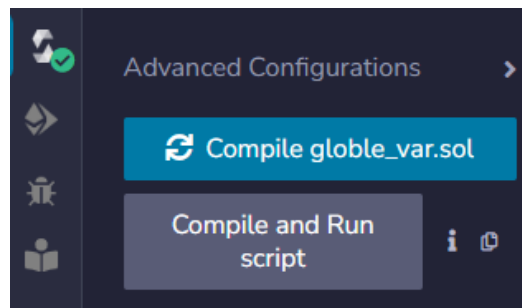 Advanced Configurations
Compile globle_var.sol
Compile and Run
script